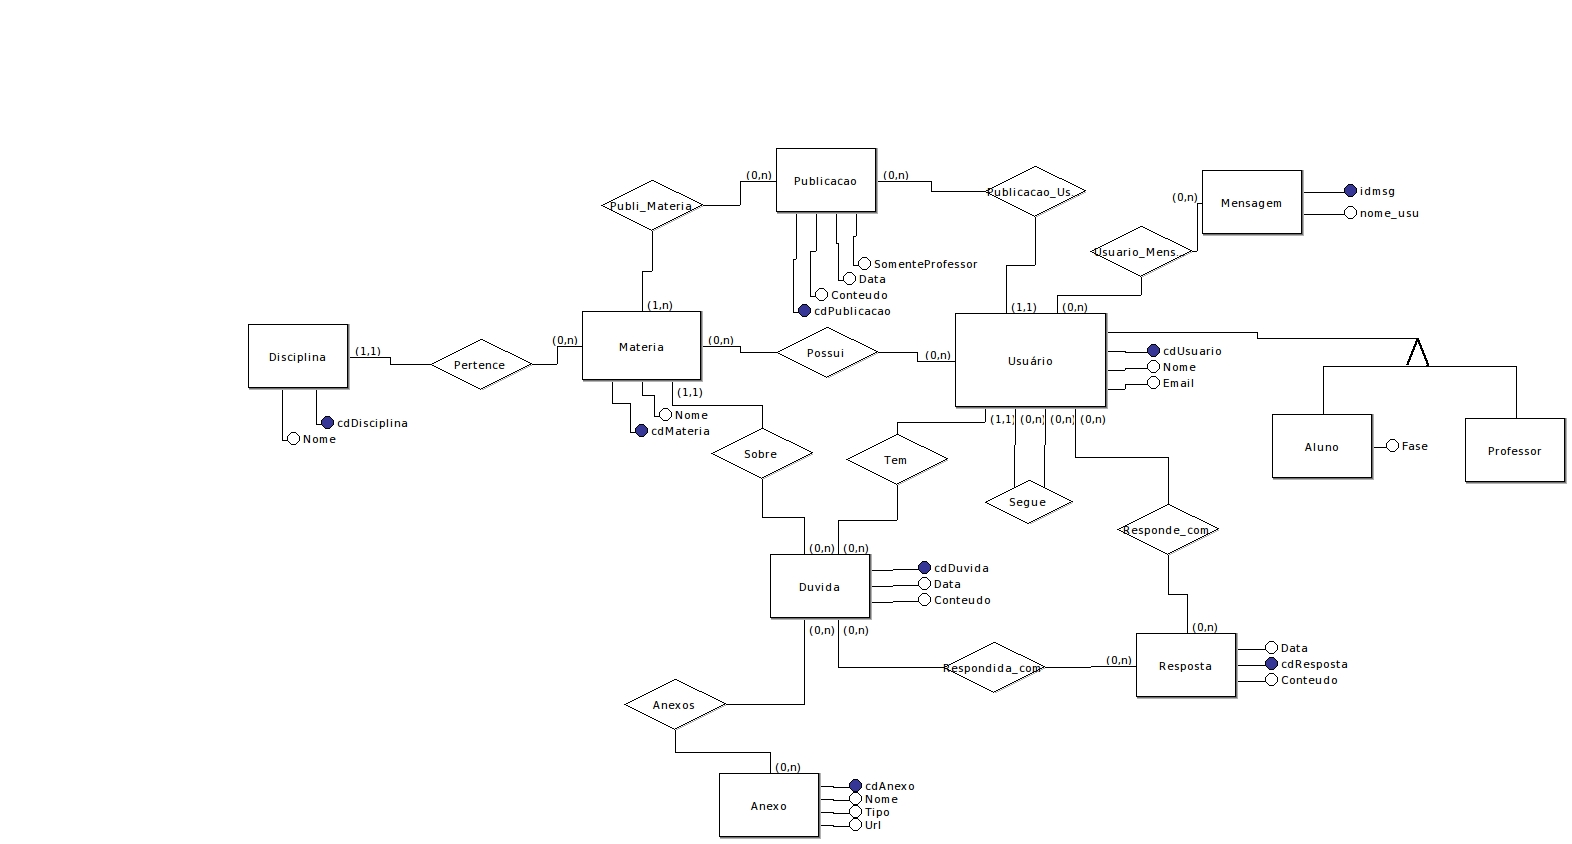 Publicacao
(0,n)
(0,n)
Publi_Materia
Publicacao_Us..
Mensagem
idmsg
nome_usu
(0,n)
Usuario_Mens..
SomenteProfessor
Data
Conteudo
cdPublicacao
(1,n)
(1,1)
(0,n)
Disciplina
(1,1)
Pertence
(0,n)
Materia
(0,n)
Possui
(0,n)
Usuário
cdUsuario
Nome
Email
cdDisciplina
Nome
Nome
cdMateria
(1,1)
(1,1)
(0,n)
(0,n)
(0,n)
Sobre
Tem
Segue
Responde_com
Aluno
Fase
Professor
(0,n)
(0,n)
Duvida
cdDuvida
Data
Conteudo
(0,n)
(0,n)
Respondida_com
(0,n)
(0,n)
Resposta
Data
cdResposta
Conteudo
Anexos
(0,n)
Anexo
cdAnexo
Nome
Tipo
Url